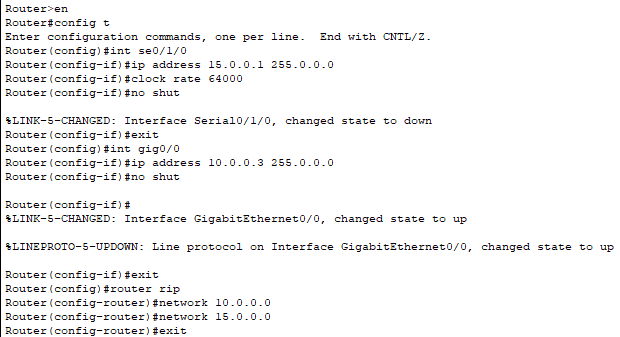 Router>en
Router#config t
Enter configuration commands, one per line.  End with CNTL/Z.
Router(config)#int se0/1/0
Router(config-if)#ip address 15.0.0.1 255.0.0.0
Router(config-if)#clock rate 64000
Router(config-if)#no shut
%LINK-5-CHANGED: Interface Serial0/1/0, changed state to down
Router(config-if)#exit
Router(config)#int gig0/0
Router(config-if)#ip address 10.0.0.3 255.0.0.0
Router(config-if)#no shut
Router(config-if)#
%LINK-5-CHANGED: Interface GigabitEthernet0/0, changed state to up
%LINEPROTO-5-UPDOWN: Line protocol on Interface GigabitEthernet0/0, changed state to up
Router(config-if)#exit
Router(config)#router rip
Router(config-router)#network 10.0.0.0
Router(config-router)#network 15.0.0.0
Router(config-router)#exit